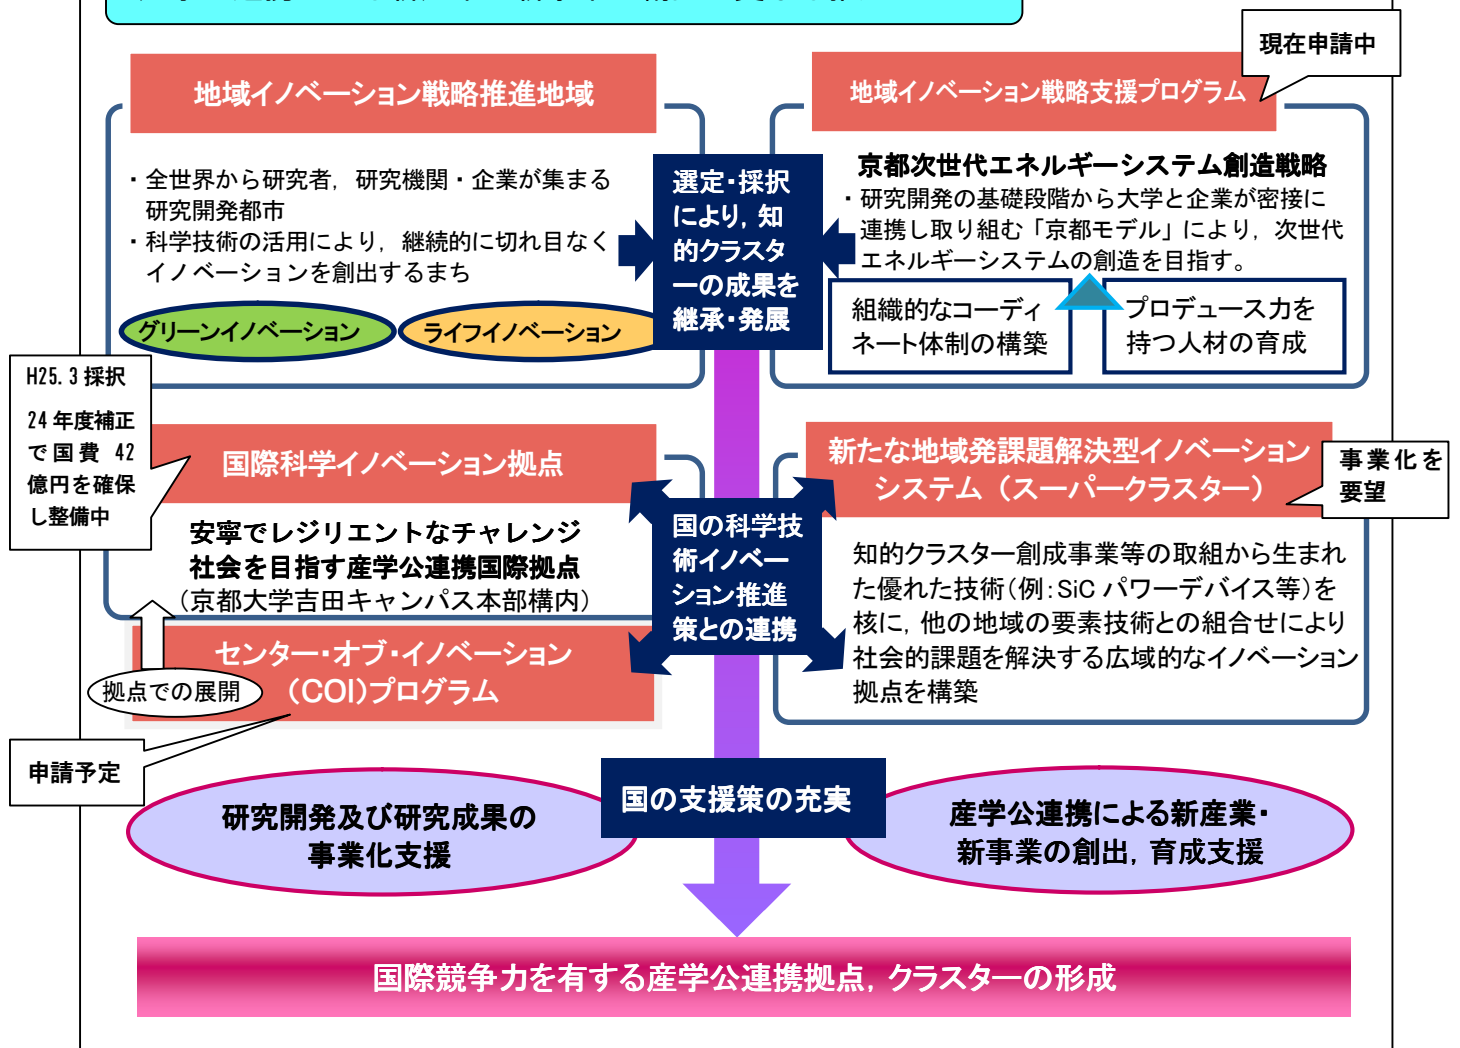 現在申請中
地域イノベーション戦略推進地域
・全世界から研究者，研究機関・企業が集まる
研究開発都市
・科学技術の活用により，継続的に切れ目なく
イノベーションを創出するまち
グリーンイノベーション
ライフイノベーション
選定・採択
により，知
的クラスタ
ーの成果を
継承・発展
地域イノベーション戦略支援プログラム
京都次世代エネルギーシステム創造戦略
・研究開発の基礎段階から大学と企業が密接に
連携し取り組む「京都モデル」により，次世代
エネルギーシステムの創造を目指す。
組織的なコーディ
ネート体制の構築
プロデュース力を
持つ人材の育成
H25.3採択
24年度補正
で国費 42
億円を確保
し整備中
国際科学イノベーション拠点
安寧でレジリエントなチャレンジ
社会を目指す産学公連携国際拠点
（京都大学吉田キャンパス本部構内）
センター・オブ・イノベーション
（COI）プログラム
拠点での展開
申請予定
国の科学技
術イノベー
ション推進
策との連携
新たな地域発課題解決型イノベーション
システム（スーパークラスター）
事業化を
要望
知的クラスター創成事業等の取組から生まれ
た優れた技術（例：SiC パワーデバイス等）を
核に，他の地域の要素技術との組合せにより
社会的課題を解決する広域的なイノベーション
拠点を構築
研究開発及び研究成果の
事業化支援
国の支援策の充実
産学公連携による新産業・
新事業の創出，育成支援
国際競争力を有する産学公連携拠点，クラスターの形成